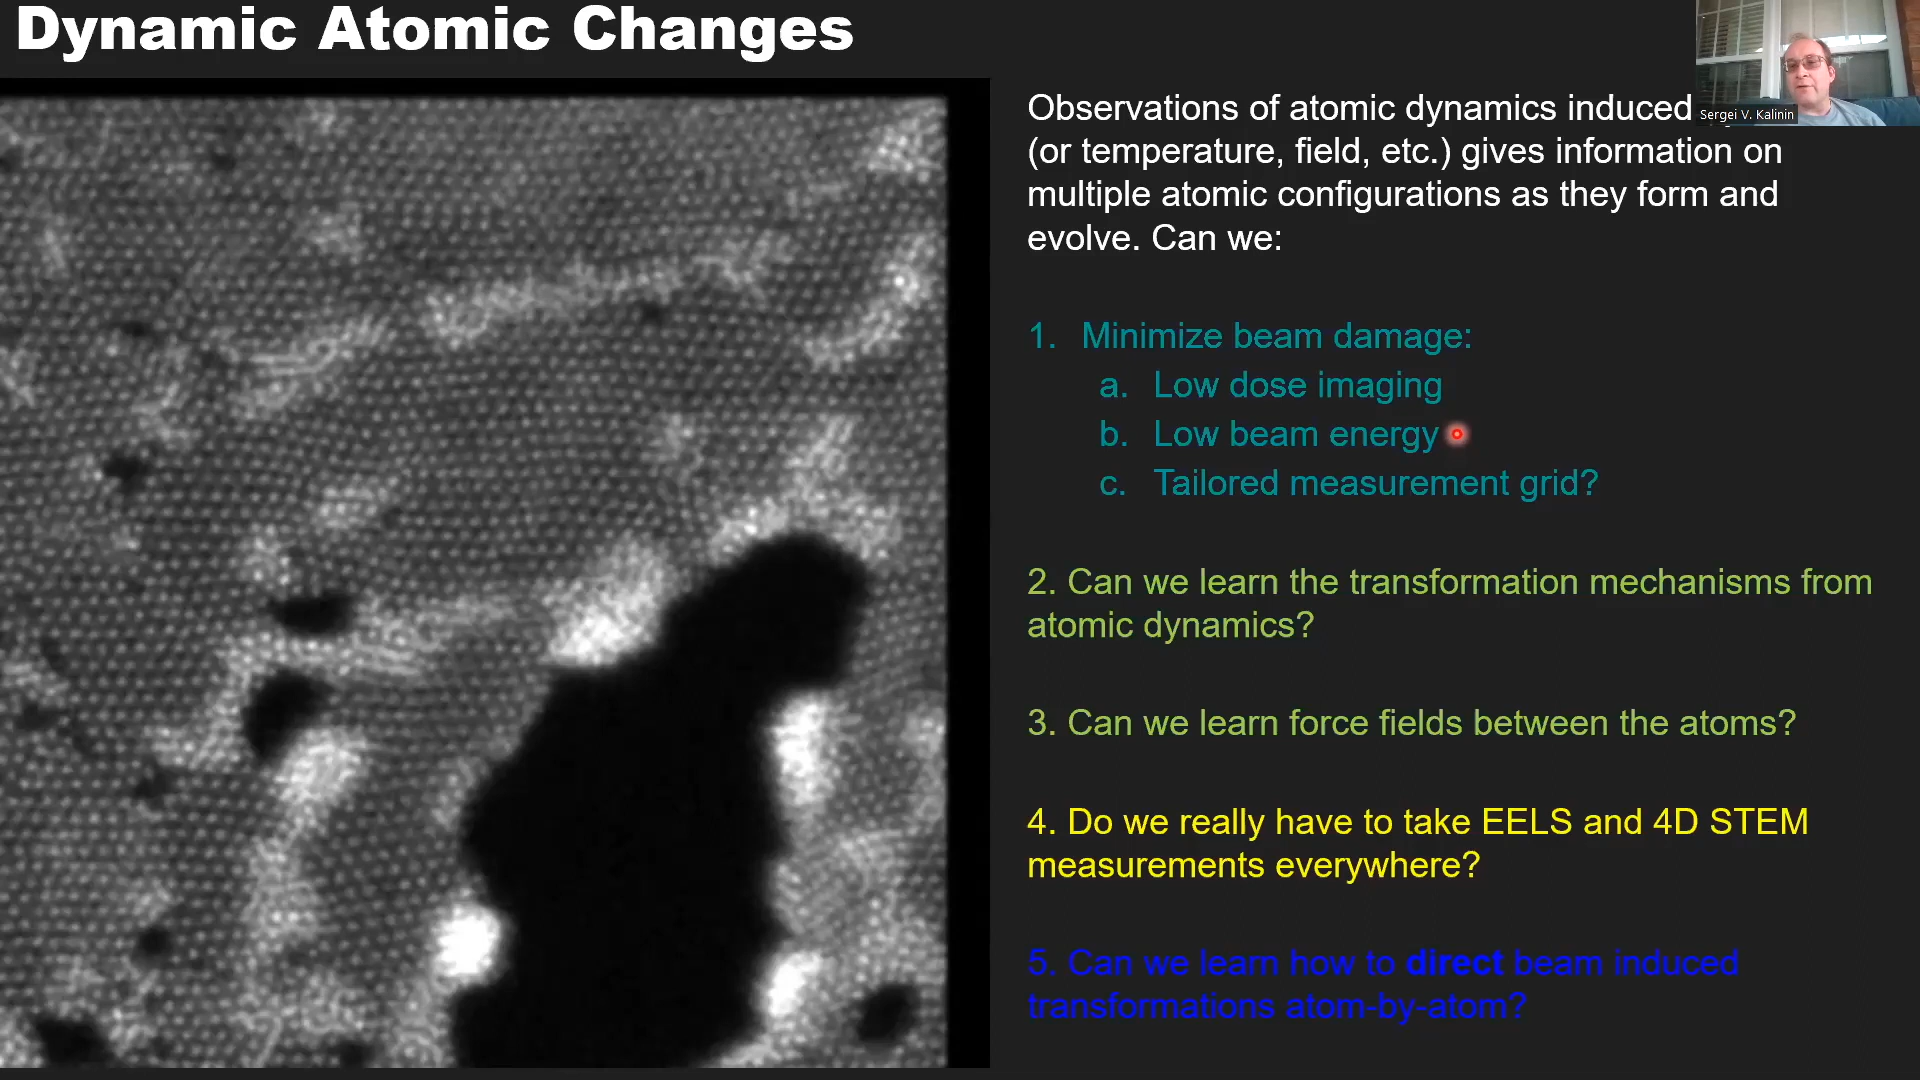 Dynamic Atomic Changes
Sergei V. Kalinin
Observations of atomic dynamics induced
(or temperature, field, etc.) gives information on
multiple atomic configurations as they form and
evolve. Can we:
1. Minimize beam damage:
a. Low dose imaging
b. Low beam energy
c. Tailored measurement grid?
2. Can we learn the transformation mechanisms from
atomic dynamics?
3. Can we learn force fields between the atoms?
4. Do we really have to take EELS and 4D STEM
measurements everywhere?
5. Can we learn how to direct beam induced
transformations atom-by-atom?